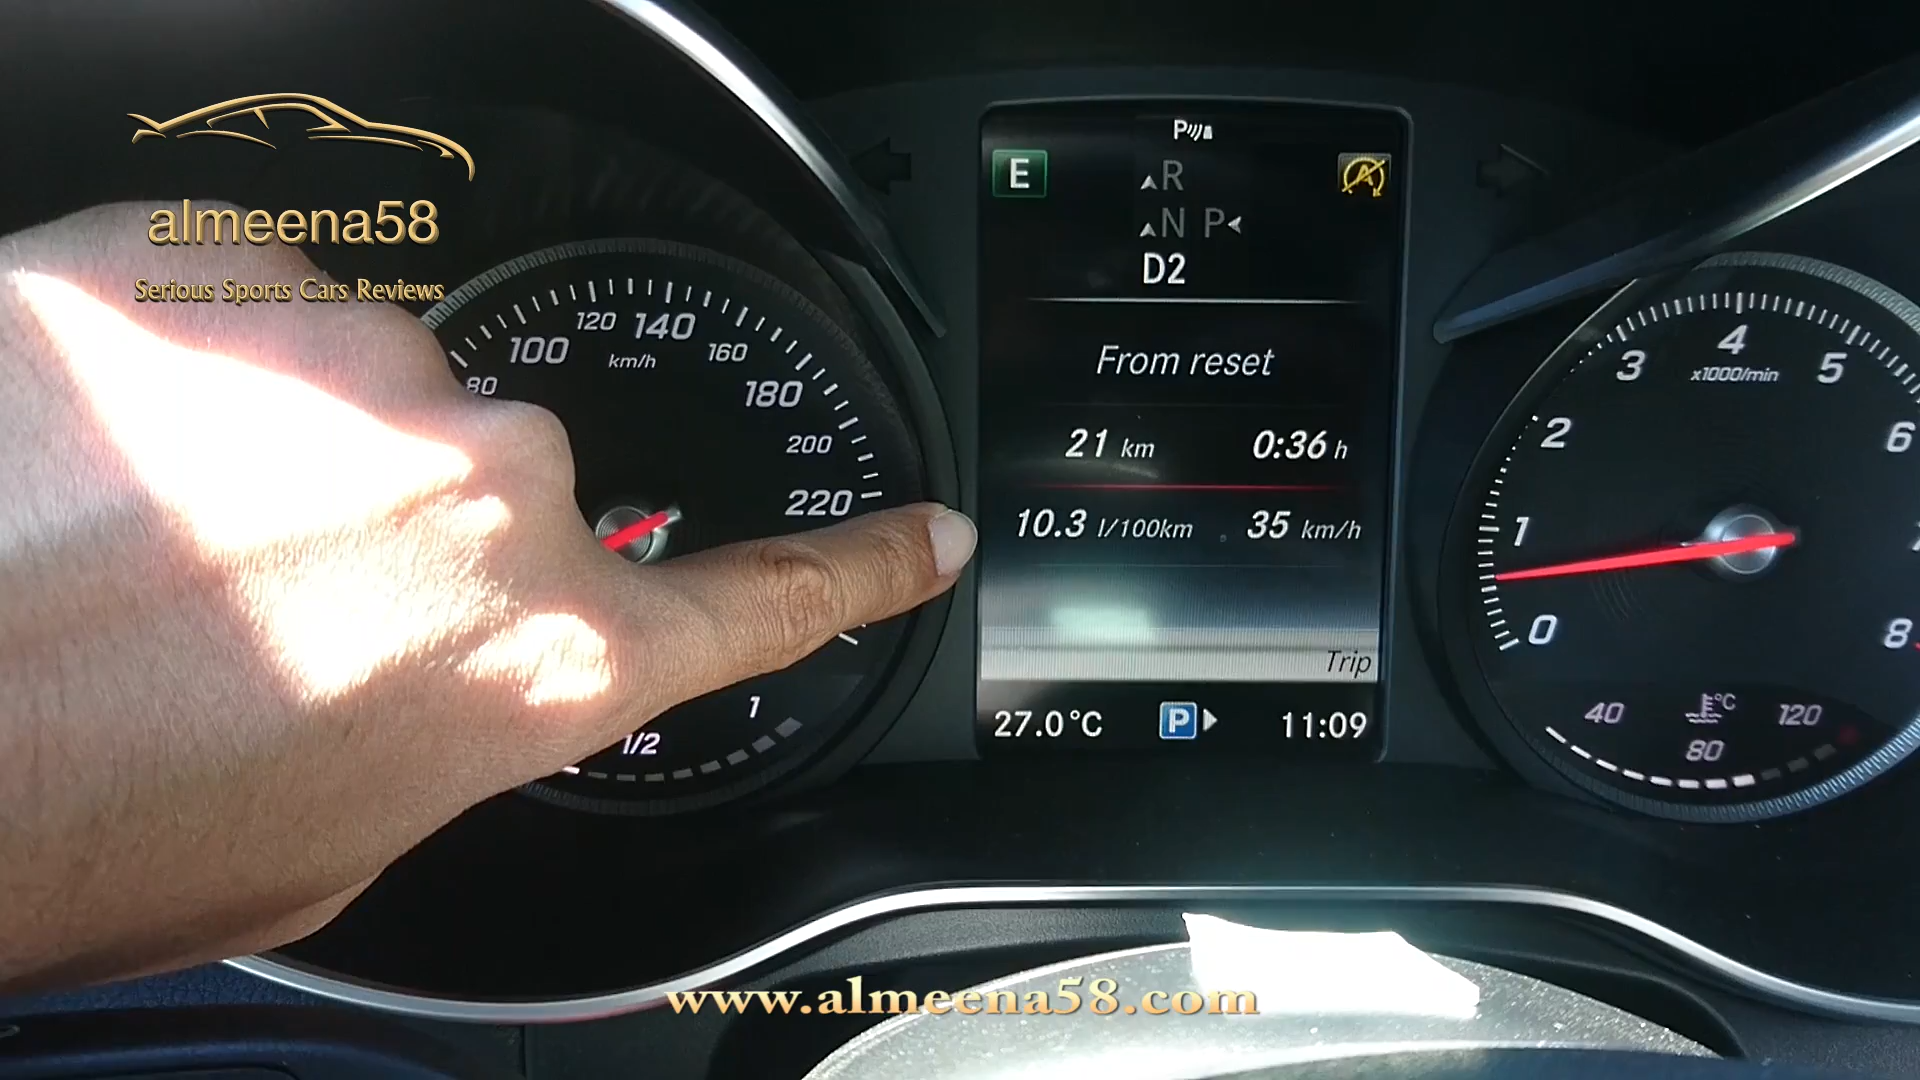 almeena58
Serious Sports Cars Reviews
80
100
120
140
160
180
200
220
km/h
1/2
1
P
E
R
A
N P
D2
From reset
21 km 0:36 h
10.3 l/100km 35 km/h
Trip
27.0°C P 11:09
0
1
2
3
4
5
6
8
x1000/min
40
80
120
°C
www.almeena58.com